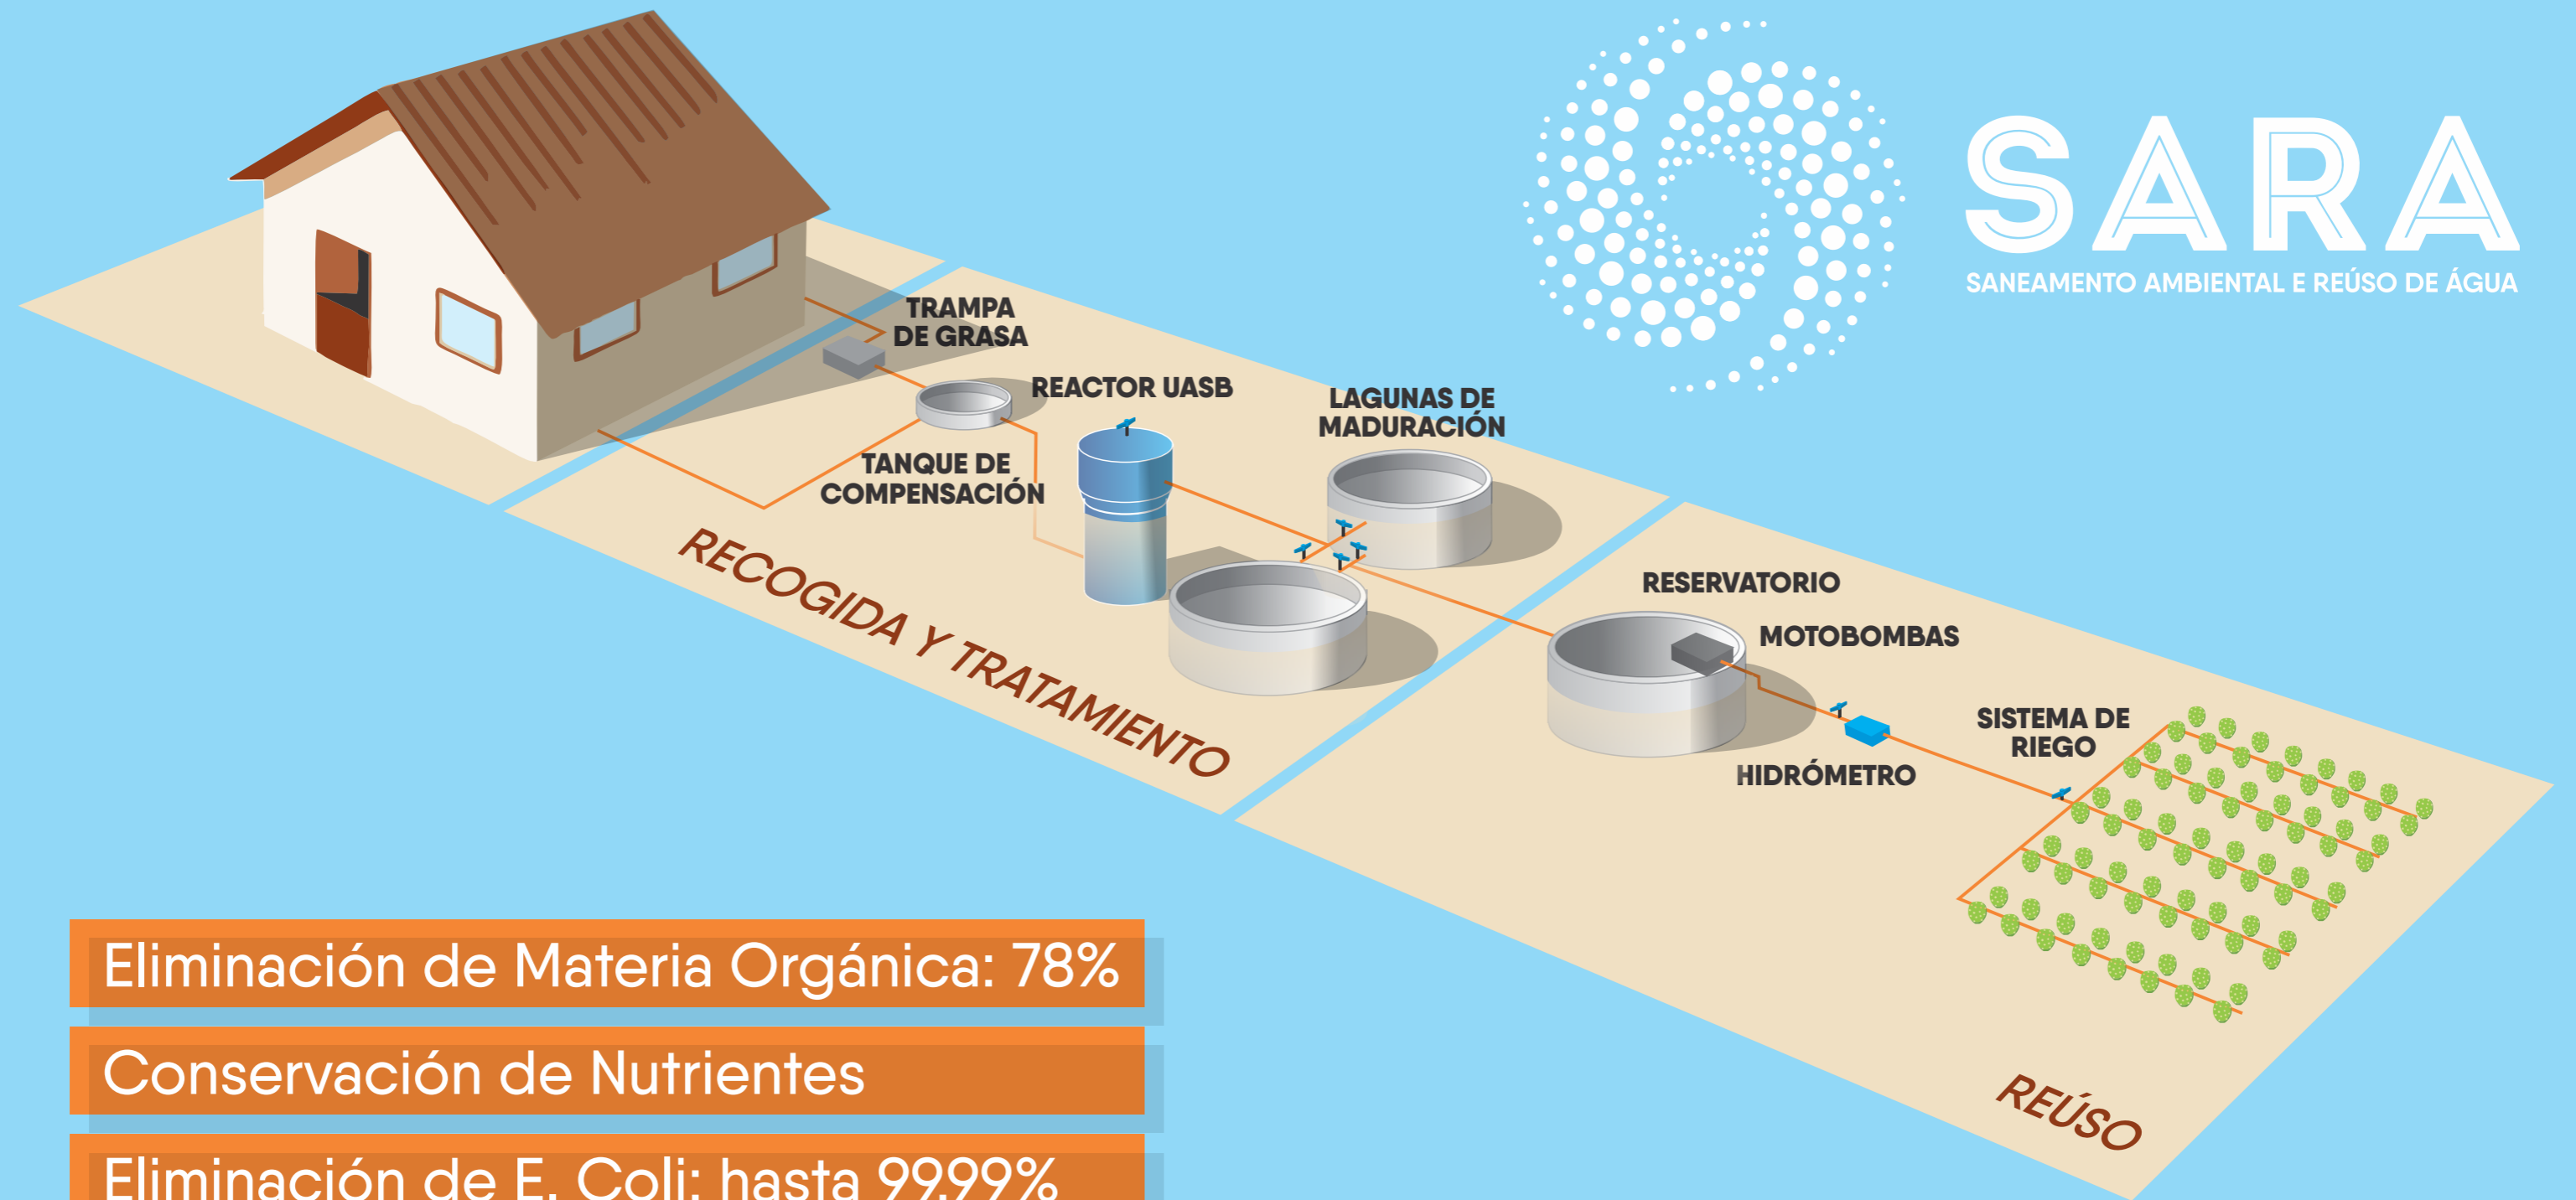 SARA
SANEAMENTO AMBIENTAL E REÚSO DE ÁGUA
TRAMPA
DE GRASA
REACTOR UASB
LAGUNAS DE
MADURACIÓN
TANQUE DE
COMPENSACIÓN
RECOGIDA Y TRATAMIENTO
RESERVATORIO
MOTOBOMBAS
SISTEMA DE
RIEGO
HIDRÓMETRO
REÚSO
Eliminación de Materia Orgánica: 78%
Conservación de Nutrientes
Eliminación de E. Coli: hasta 99,99%